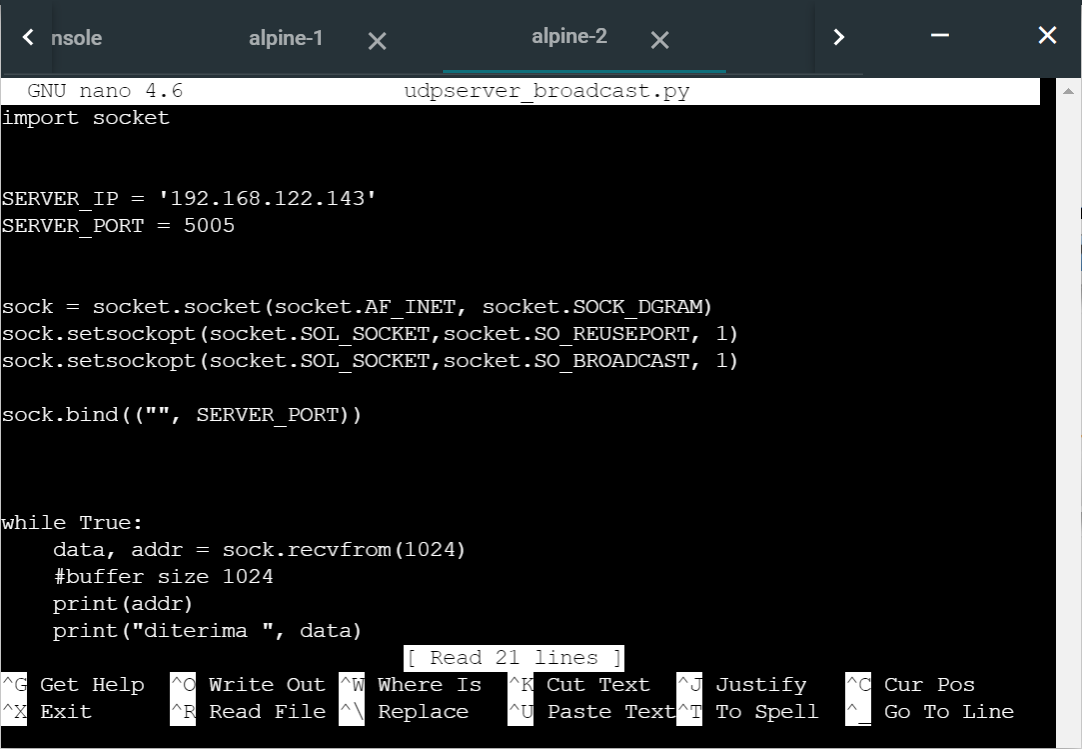 nsole alpine-1 alpine-2
GNU nano 4.6 udpserver_broadcast.py
import socket
SERVER_IP = '192.168.122.143'
SERVER_PORT = 5005
sock = socket.socket(socket.AF_INET, socket.SOCK_DGRAM)
sock.setsockopt(socket.SOL_SOCKET,socket.SO_REUSEPORT, 1)
sock.setsockopt(socket.SOL_SOCKET,socket.SO_BROADCAST, 1)
sock.bind(("", SERVER_PORT))
while True:
    data, addr = sock.recvfrom(1024)
    #buffer size 1024
    print(addr)
    print("diterima ", data)
[ Read 21 lines ]
^G Get Help ^O Write Out ^W Where Is ^K Cut Text ^J Justify ^C Cur Pos
^X Exit ^R Read File ^\ Replace ^U Paste Text ^T To Spell ^_ Go To Line